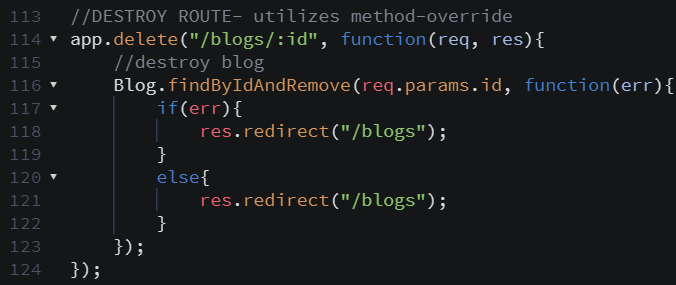 113 //DESTROY ROUTE- utilizes method-override
114 app.delete("/blogs/:id", function(req, res){
115 //destroy blog
116 Blog.findByIdAndRemove(req.params.id, function(err){
117 if(err){
118 res.redirect("/blogs");
119 }
120 else{
121 res.redirect("/blogs");
122 }
123 });
124 });